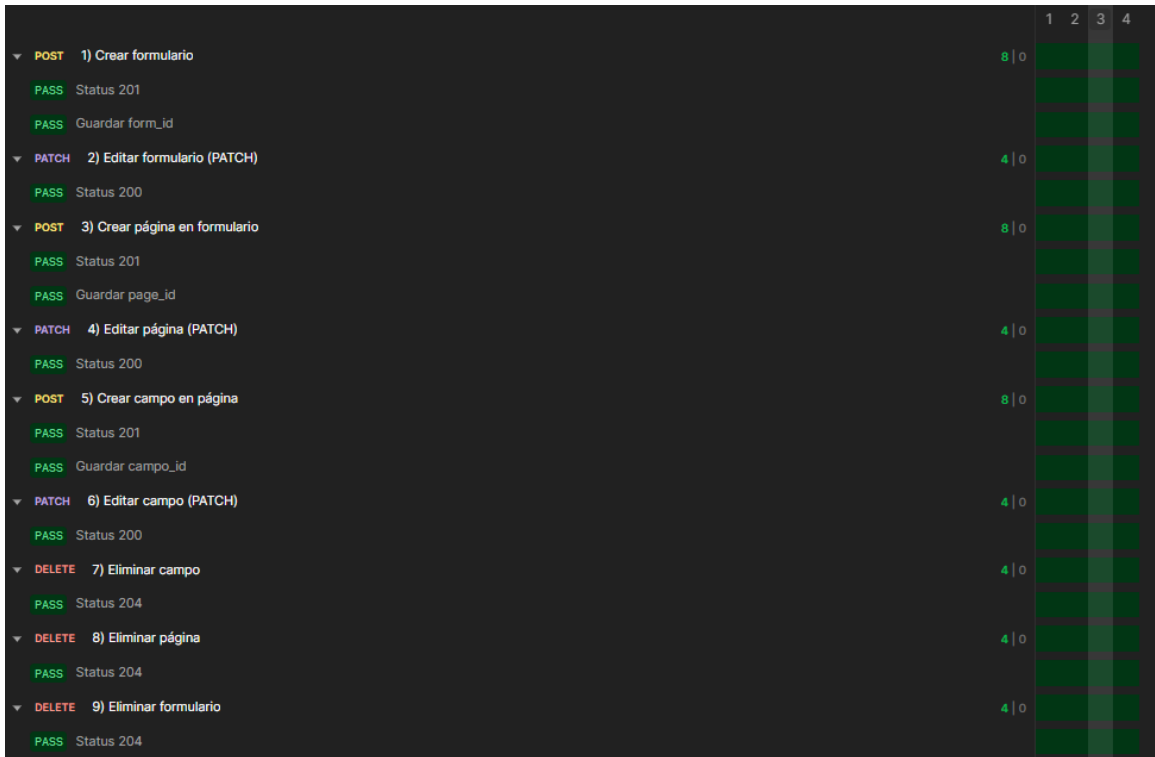 1 2 3 4
POST 1) Crear formulario 8 | 0
PASS Status 201
PASS Guardar form_id
PATCH 2) Editar formulario (PATCH) 4 | 0
PASS Status 200
POST 3) Crear página en formulario 8 | 0
PASS Status 201
PASS Guardar page_id
PATCH 4) Editar página (PATCH) 4 | 0
PASS Status 200
POST 5) Crear campo en página 8 | 0
PASS Status 201
PASS Guardar campo_id
PATCH 6) Editar campo (PATCH) 4 | 0
PASS Status 200
DELETE 7) Eliminar campo 4 | 0
PASS Status 204
DELETE 8) Eliminar página 4 | 0
PASS Status 204
DELETE 9) Eliminar formulario 4 | 0
PASS Status 204